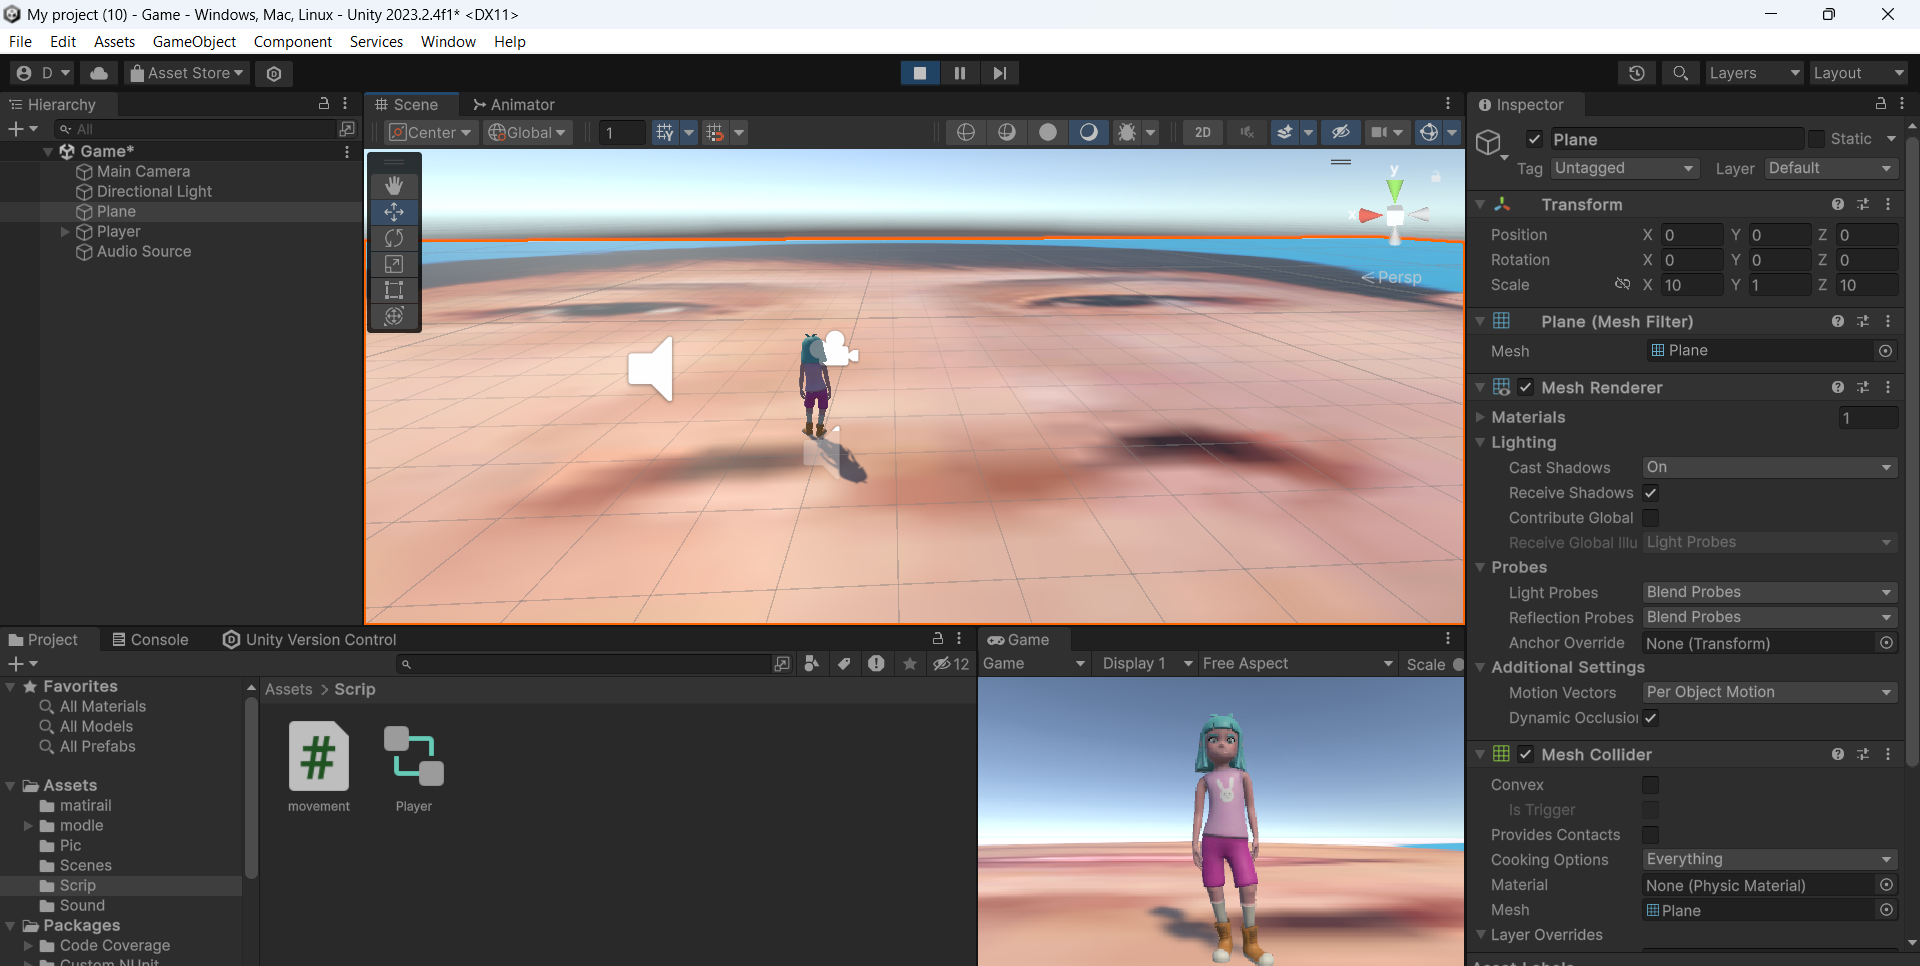 My project (10) - Game - Windows, Mac, Linux - Unity 2023.2.4f1* <DX11>
File Edit Assets GameObject Component Services Window Help
D Asset Store Layers Layout
Hierarchy
All
Game*
Main Camera
Directional Light
Plane
Player
Audio Source
Scene Animator
Center Global 1 2D
y
x
Persp
Inspector
Plane Static
Tag Untagged Layer Default
Transform
Position X 0 Y 0 Z 0
Rotation X 0 Y 0 Z 0
Scale X 10 Y 1 Z 10
Plane (Mesh Filter)
Mesh Plane
Mesh Renderer
Materials 1
Lighting
Cast Shadows On
Receive Shadows
Contribute Global
Receive Global Illu Light Probes
Probes
Light Probes Blend Probes
Reflection Probes Blend Probes
Anchor Override None (Transform)
Additional Settings
Motion Vectors Per Object Motion
Dynamic Occlusion
Mesh Collider
Convex
Is Trigger
Provides Contacts
Cooking Options Everything
Material None (Physic Material)
Mesh Plane
Layer Overrides
Asset Labels
Project Console Unity Version Control
12
Favorites
All Materials
All Models
All Prefabs
Assets
matirail
modle
Pic
Scenes
Scrip
Sound
Packages
Code Coverage
Custom NUnit
Assets > Scrip
movement
Player
Game
Game Display 1 Free Aspect Scale